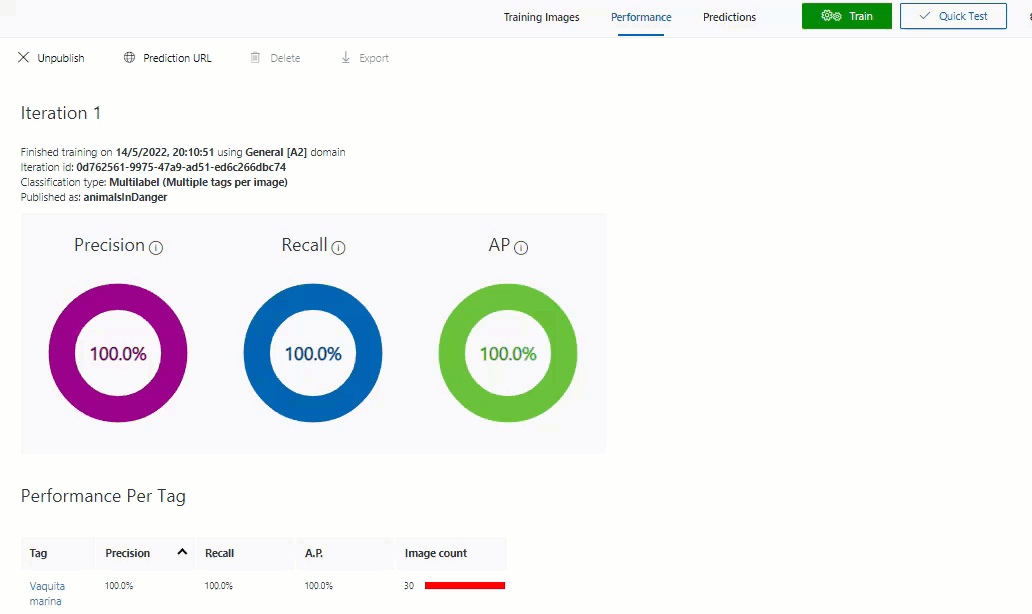 Training Images Performance Predictions Train Quick Test
Unpublish Prediction URL Delete Export
Iteration 1
Finished training on 14/5/2022, 20:10:51 using General [A2] domain
Iteration id: 0d762561-9975-47a9-ad51-ed6c266dbc74
Classification type: Multilabel (Multiple tags per image)
Published as: animalsInDanger
Precision Recall AP
100.0% 100.0% 100.0%
Performance Per Tag
Tag Precision Recall A.P. Image count
Vaquita marina 100.0% 100.0% 100.0% 30